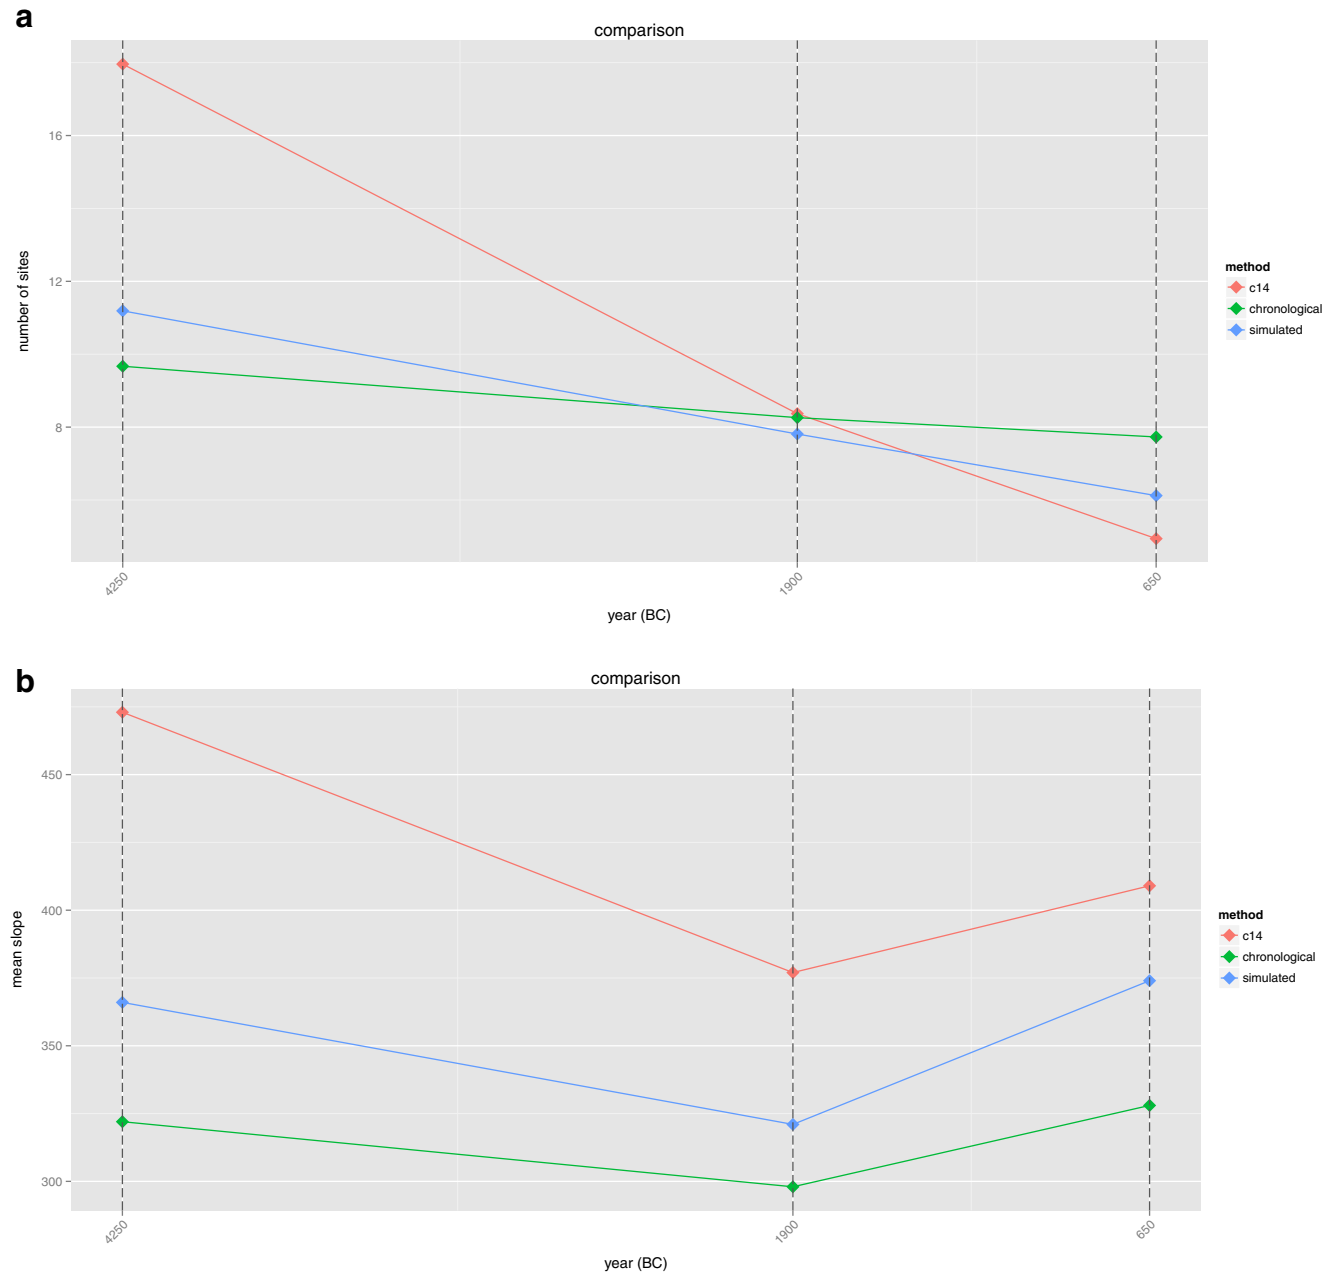 a
comparison
16
12
8
number of sites
4250
1900
650
year (BC)
method
c14
chronological
simulated
b
comparison
450
400
350
300
mean slope
4250
1900
650
year (BC)
method
c14
chronological
simulated